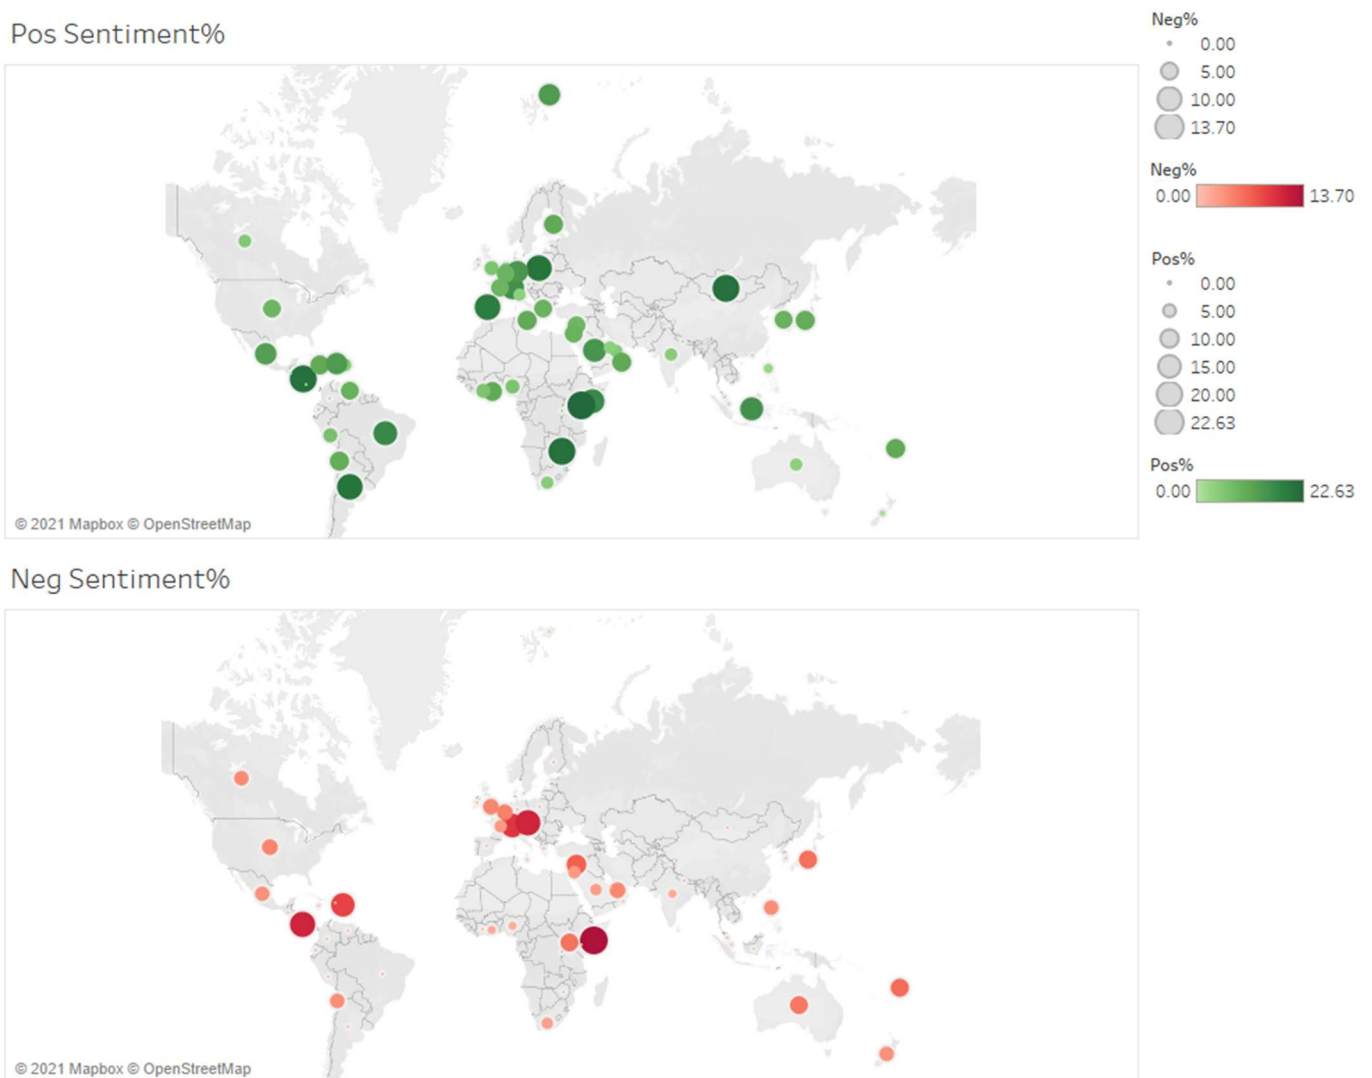 Pos Sentiment%
© 2021 Mapbox © OpenStreetMap
Neg%
0.00
5.00
10.00
13.70
Neg%
0.00 13.70
Pos%
0.00
5.00
10.00
15.00
20.00
22.63
Pos%
0.00 22.63
Neg Sentiment%
© 2021 Mapbox © OpenStreetMap